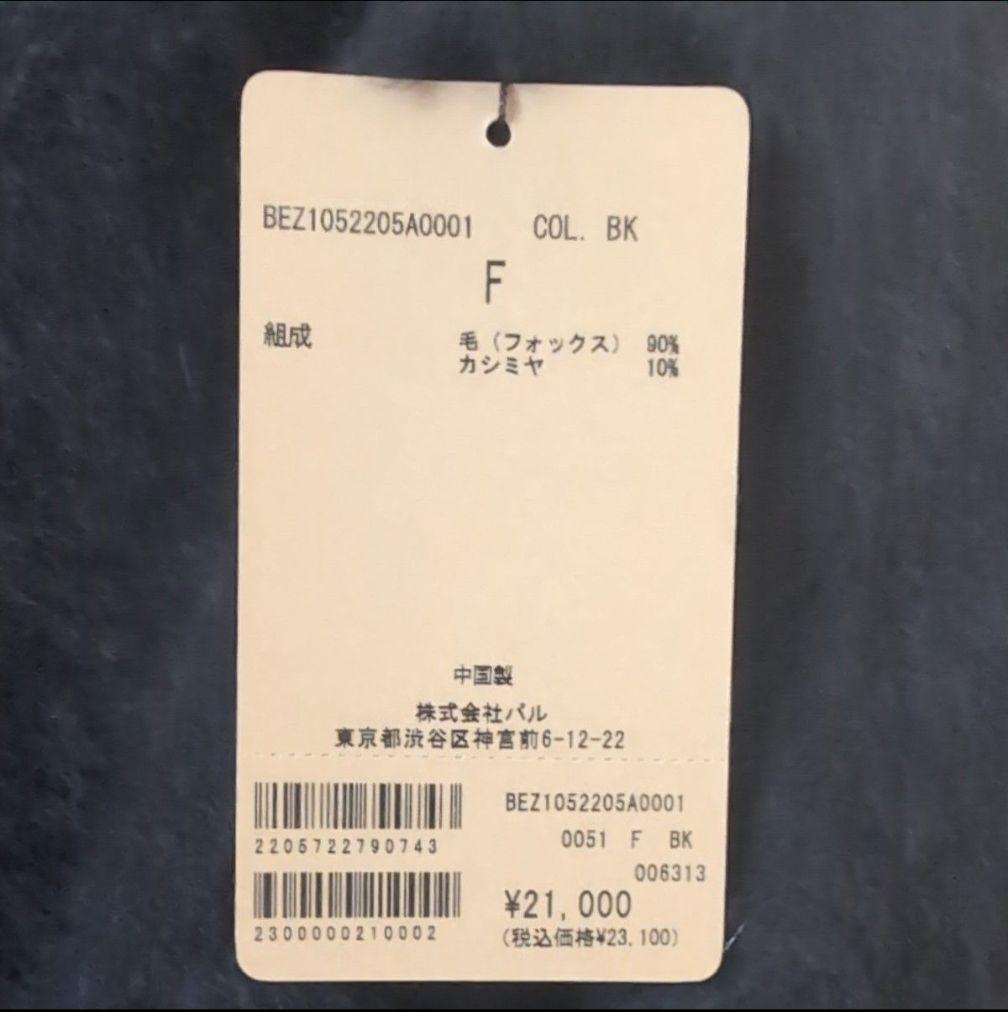 BEZ1052205A0001 COL. BK
F
組成 毛（フォックス） 90%
カシミヤ 10%
中国製
株式会社パル
東京都渋谷区神宮前6-12-22
BEZ1052205A0001
2205722790743
0051 F BK
006313
¥21,000
2300000210002
(税込価格¥23,100)